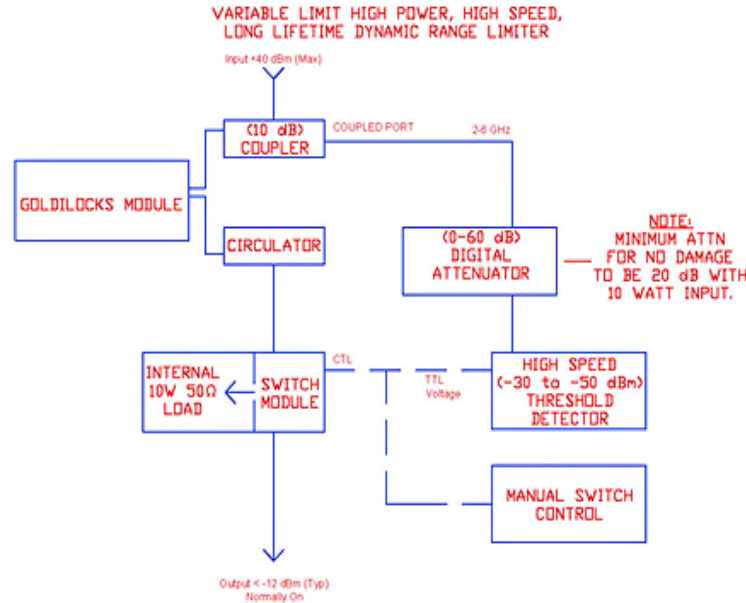 VARIABLE LIMIT HIGH POWER, HIGH SPEED,
LONG LIFETIME DYNAMIC RANGE LIMITER
Input +40 dBm (Max)
(10 dB)
COUPLER
COUPLED PORT
2-6 GHz
GOLDILOCKS MODULE
CIRCULATOR
(0-60 dB)
DIGITAL
ATTENUATOR
NOTE:
MINIMUM ATTN
FOR NO DAMAGE
TO BE 20 dB WITH
10 WATT INPUT.
INTERNAL
10W 50Ω
LOAD
SWITCH
MODULE
CTL
TTL
Voltage
HIGH SPEED
(-30 to -50 dBm)
THRESHOLD
DETECTOR
MANUAL SWITCH
CONTROL
Output < -12 dBm (Typ)
Normally On